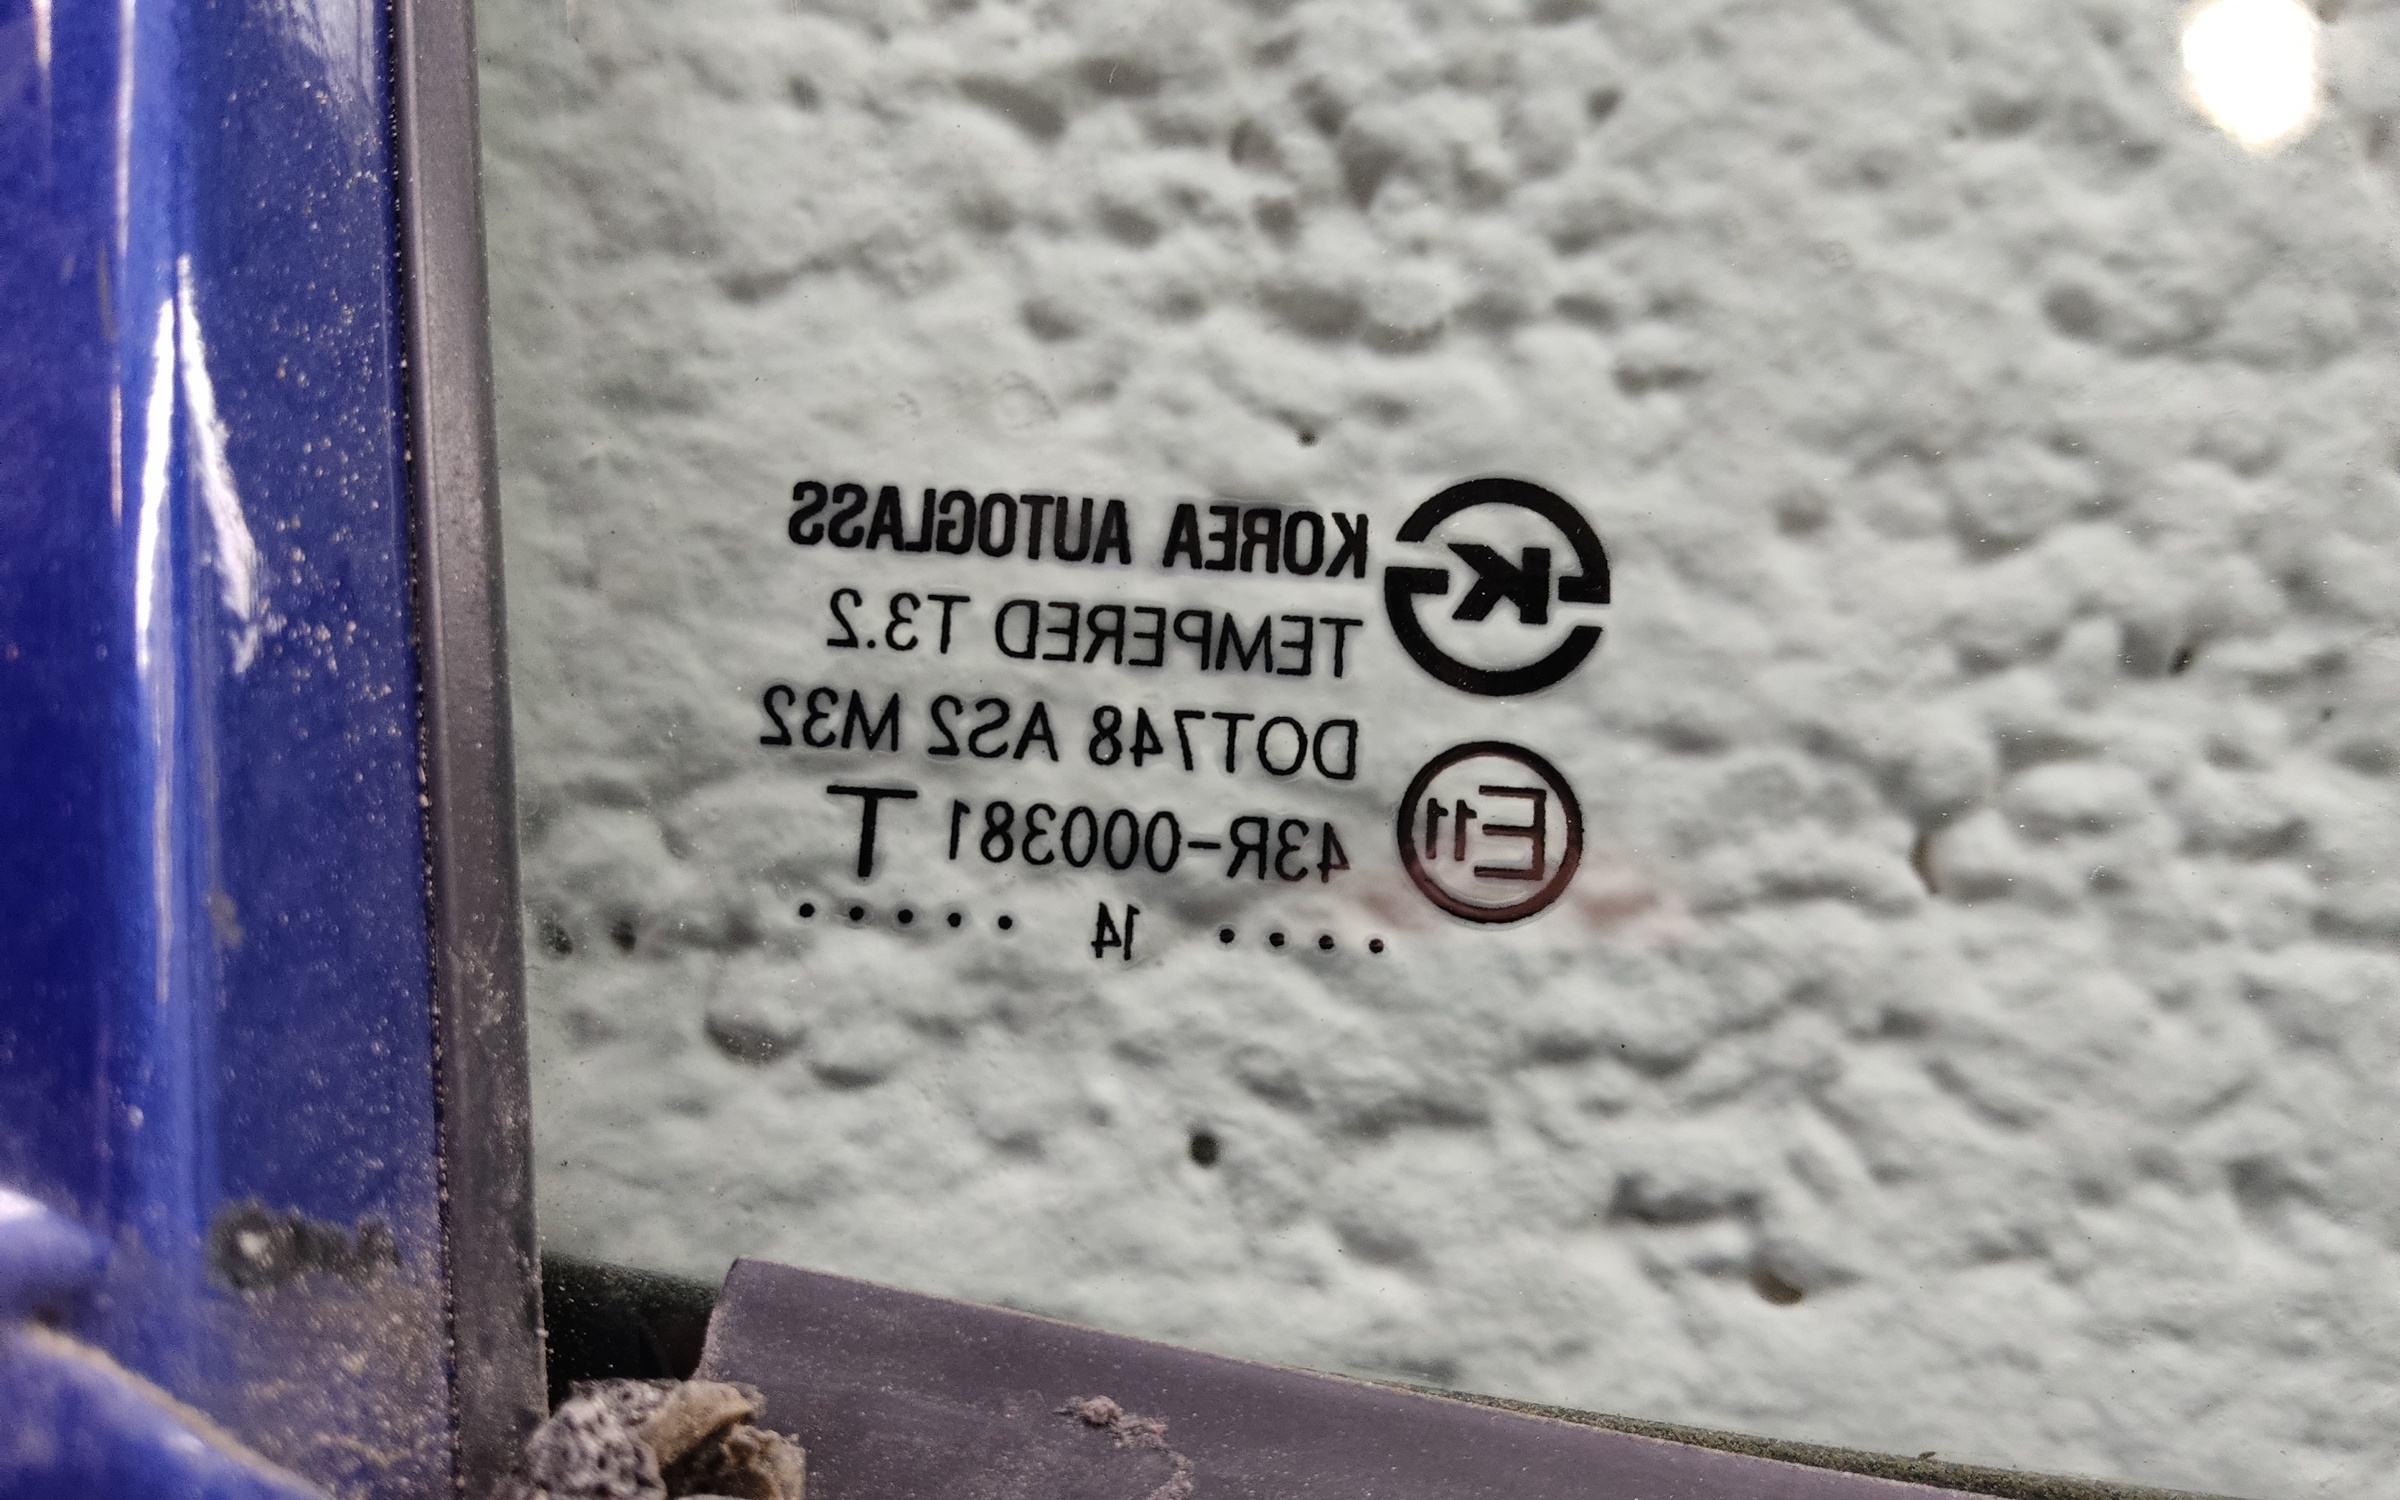 K
KOREA AUTOGLASS
TEMPERED T3.2
DOT748 AS2 M32
E11
43R-000381 T
•••• 14 •••••